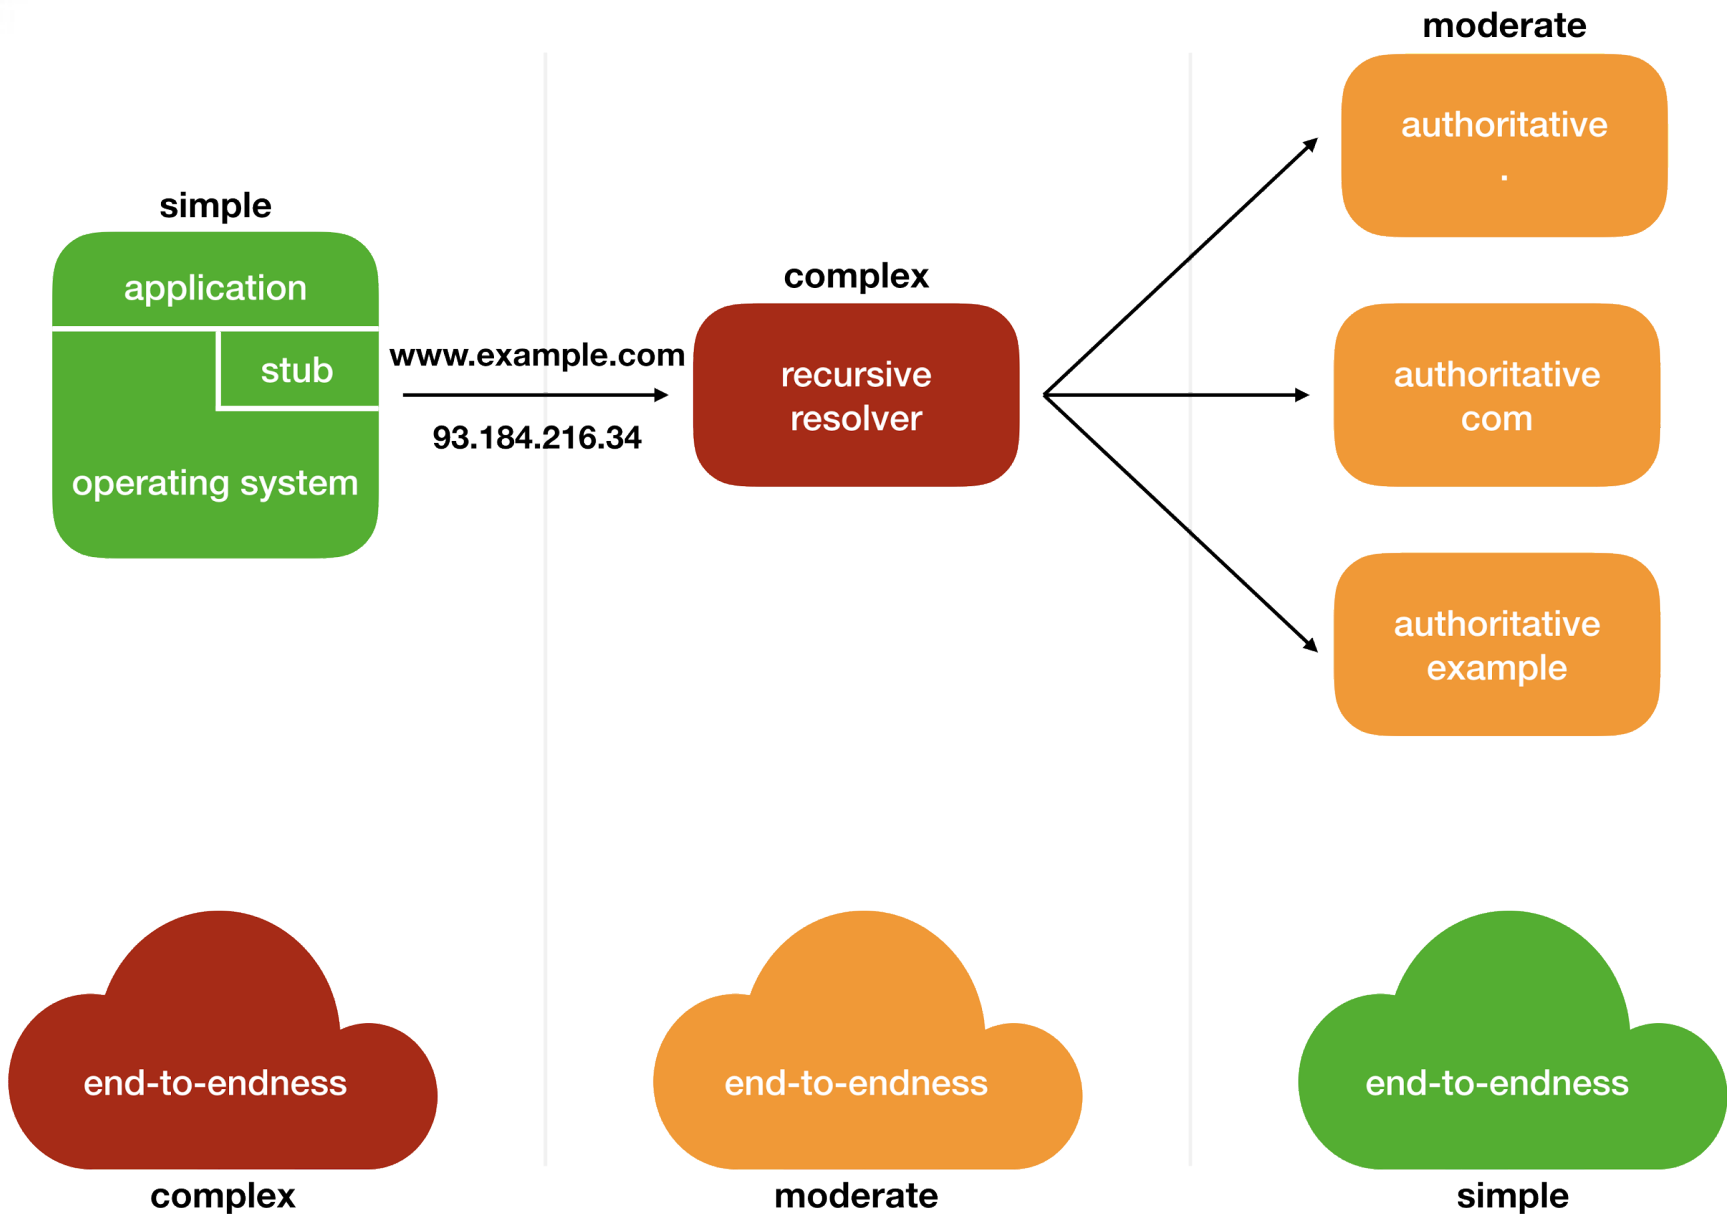 simple
application
stub
operating system
www.example.com
93.184.216.34
complex
recursive
resolver
moderate
authoritative
.
authoritative
com
authoritative
example
end-to-endness
complex
end-to-endness
moderate
end-to-endness
simple